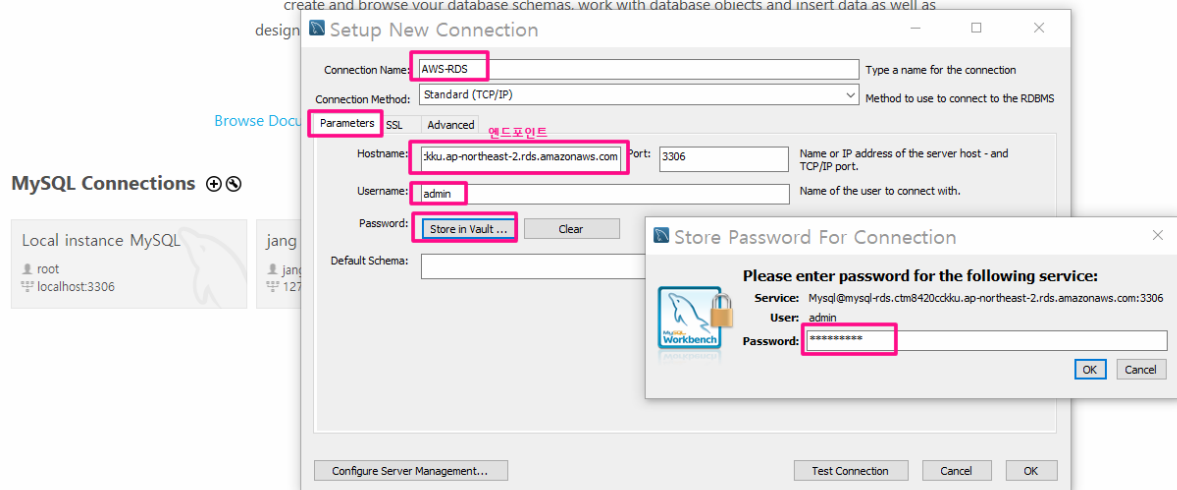 create and browse your database schemas, work with database objects and insert data as well as
design
Setup New Connection
Connection Name: AWS-RDS Type a name for the connection
Connection Method: Standard (TCP/IP) Method to use to connect to the RDBMS
Browse Docu
Parameters SSL Advanced
엔드포인트
Hostname: :kku.ap-northeast-2.rds.amazonaws.com Port: 3306 Name or IP address of the server host - and
TCP/IP port.
MySQL Connections
Username: admin Name of the user to connect with.
Password: Store in Vault ... Clear
Local instance MySQL
root
localhost:3306
jang
jang
127
Default Schema:
Store Password For Connection
Please enter password for the following service:
Service: Mysql@mysql-rds.ctm8420cckku.ap-northeast-2.rds.amazonaws.com:3306
User: admin
MySQL
Workbench
Password: *********
OK Cancel
Configure Server Management... Test Connection Cancel OK